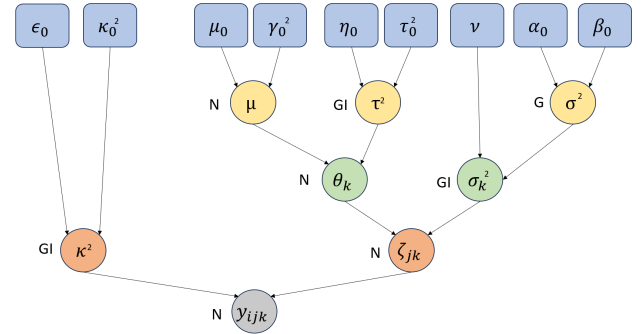 ϵ₀ κ₀² μ₀ γ₀² η₀ τ₀² ν α₀ β₀
N μ GI τ² G σ²
N θₖ GI σₖ²
GI κ² N ζⱼₖ
N yᵢⱼₖ